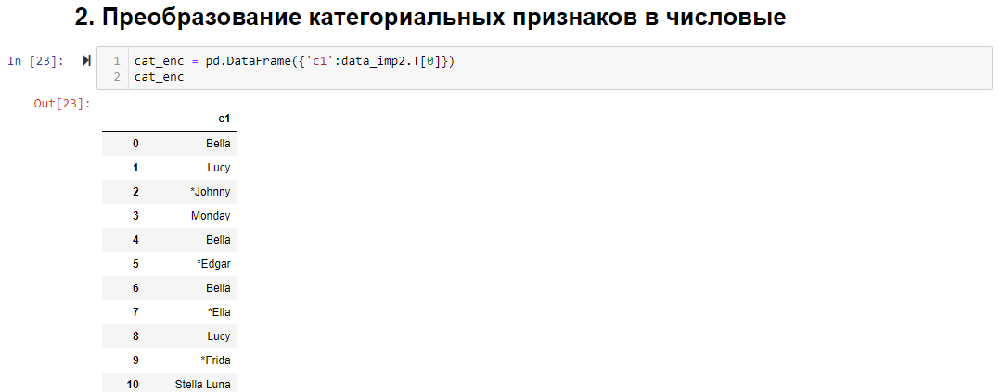 2. Преобразование категориальных признаков в числовые
In [23]:
1 cat_enc = pd.DataFrame({'c1':data_imp2.T[0]})
2 cat_enc
Out[23]:
c1
0 Bella
1 Lucy
2 *Johnny
3 Monday
4 Bella
5 *Edgar
6 Bella
7 *Ella
8 Lucy
9 *Frida
10 Stella Luna